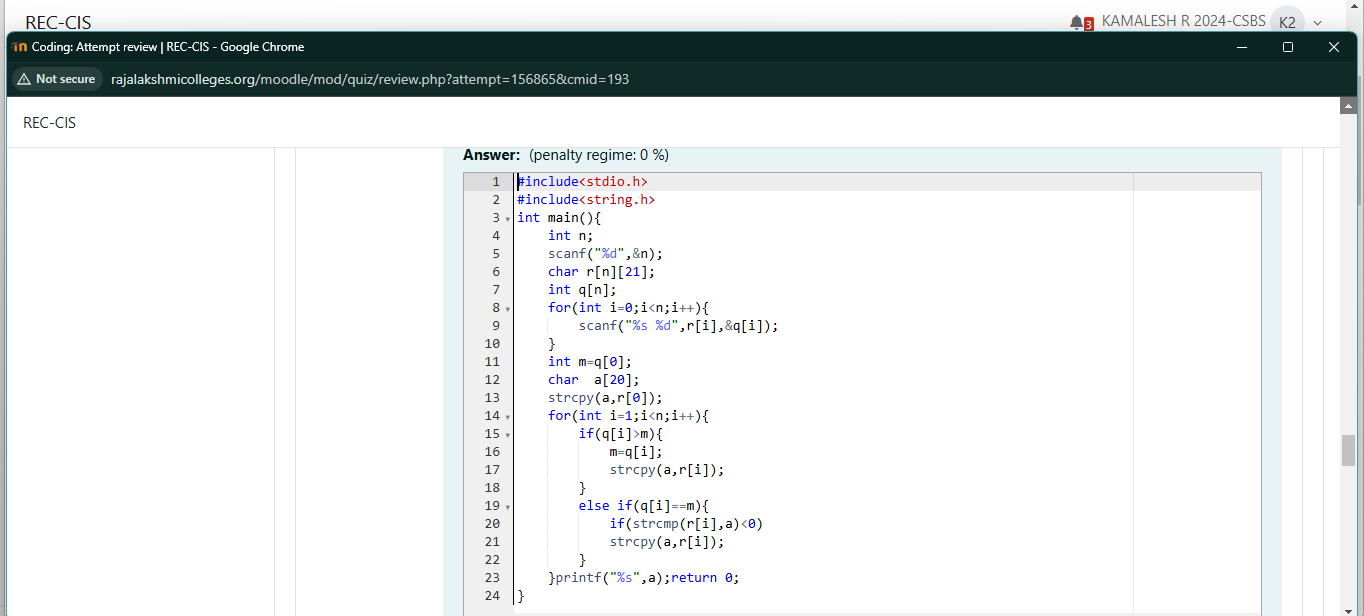 REC-CIS
3 KAMALESH R 2024-CSBS K2
Coding: Attempt review | REC-CIS - Google Chrome
Not secure rajalakshmicolleges.org/moodle/mod/quiz/review.php?attempt=156865&cmid=193
REC-CIS
Answer: (penalty regime: 0 %)
1 #include<stdio.h>
2 #include<string.h>
3 int main(){
4     int n;
5     scanf("%d",&n);
6     char r[n][21];
7     int q[n];
8     for(int i=0;i<n;i++){
9         scanf("%s %d",r[i],&q[i]);
10     }
11     int m=q[0];
12     char  a[20];
13     strcpy(a,r[0]);
14     for(int i=1;i<n;i++){
15         if(q[i]>m){
16             m=q[i];
17             strcpy(a,r[i]);
18         }
19         else if(q[i]==m){
20             if(strcmp(r[i],a)<0)
21             strcpy(a,r[i]);
22         }
23     }printf("%s",a);return 0;
24 }